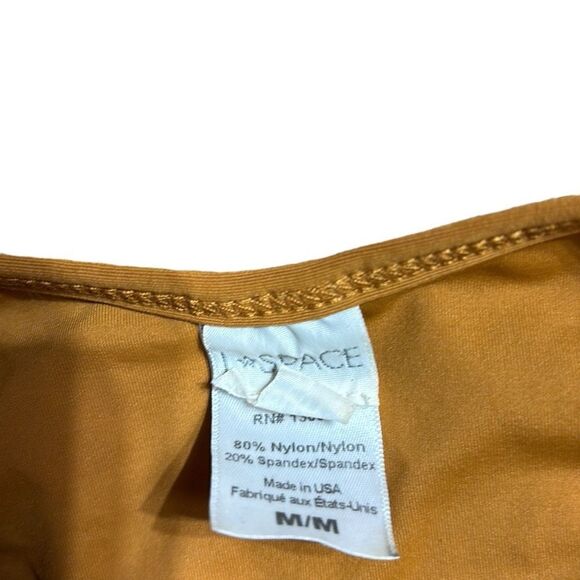 L*SPACE
RN#
80% Nylon/Nylon
20% Spandex/Spandex
Made in USA
Fabriqué aux États-Unis
M/M